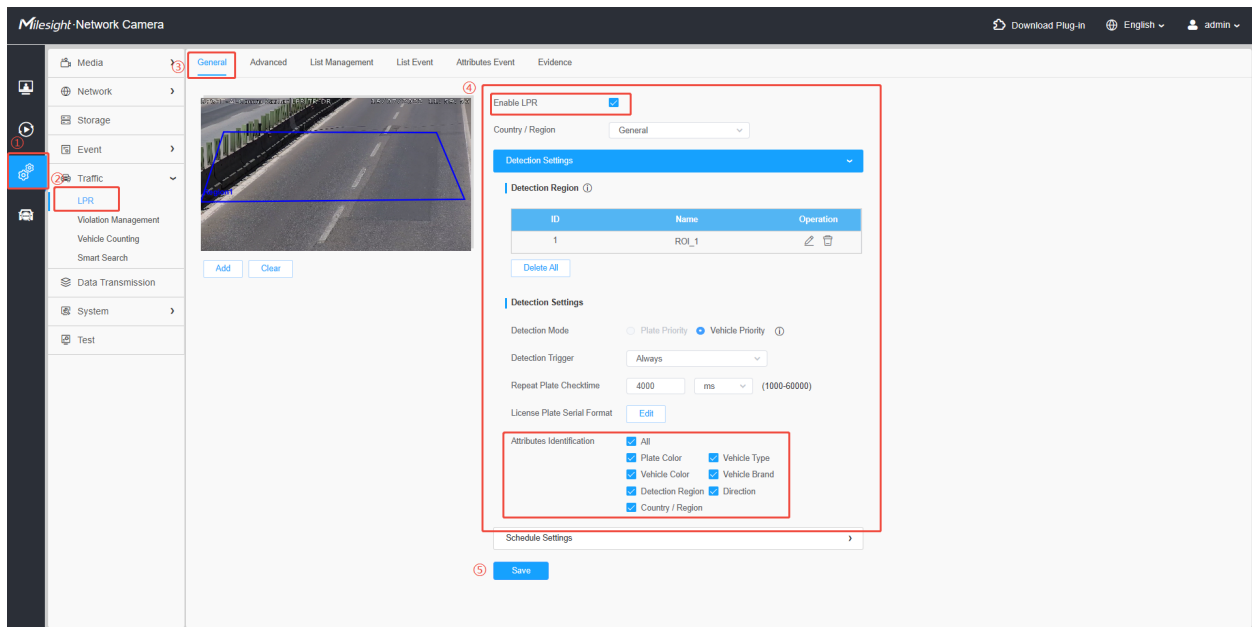 Milesight·Network Camera
Download Plug-in
English
admin
①
②
③
④
⑤
Media
Network
Storage
Event
Traffic
LPR
Violation Management
Vehicle Counting
Smart Search
Data Transmission
System
Test
General Advanced List Management List Event Attributes Event Evidence
Add Clear
Enable LPR
Country / Region General
Detection Settings
Detection Region
ID Name Operation
1 ROI_1
Delete All
Detection Settings
Detection Mode Plate Priority Vehicle Priority
Detection Trigger Always
Repeat Plate Checktime 4000 ms (1000-60000)
License Plate Serial Format Edit
Attributes Identification All
Plate Color Vehicle Type
Vehicle Color Vehicle Brand
Detection Region Direction
Country / Region
Schedule Settings
Save